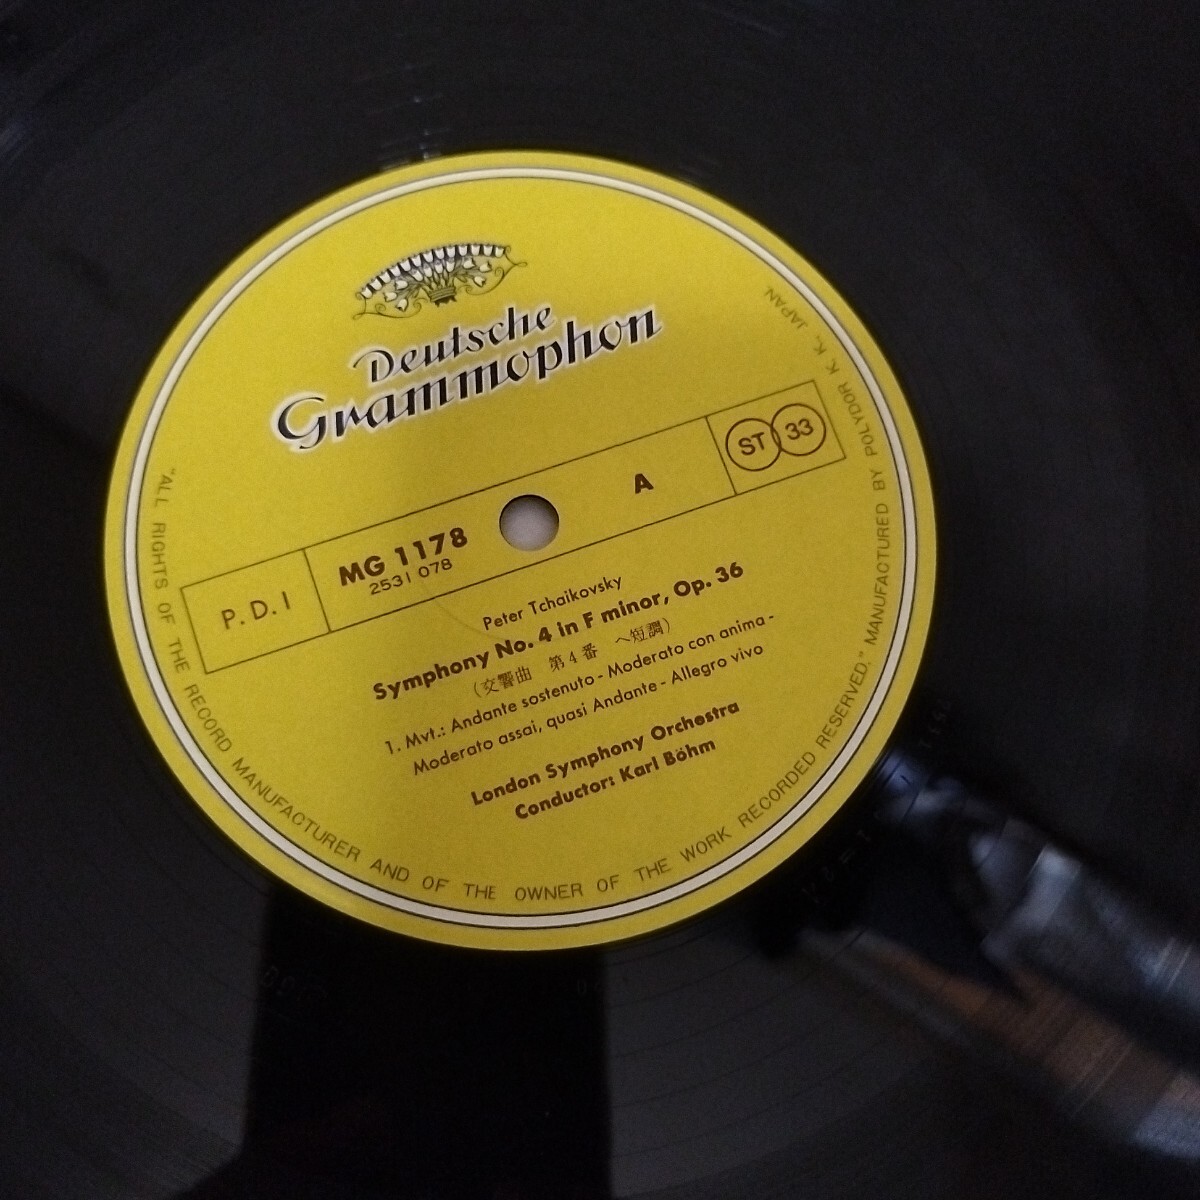 Deutsche
Grammophon
P.D.I
MG 1178
2531 078
A
ST 33
Peter Tchaikovsky
Symphony No. 4 in F minor, Op. 36
(交響曲 第4番 ヘ短調)
1. Mvt.: Andante sostenuto - Moderato con anima -
Moderato assai, quasi Andante - Allegro vivo
London Symphony Orchestra
Conductor: Karl Böhm
"ALL RIGHTS OF THE RECORD MANUFACTURER AND OF THE OWNER OF THE WORK RECORDED RESERVED." MANUFACTURED BY POLYDOR K. K., JAPAN.